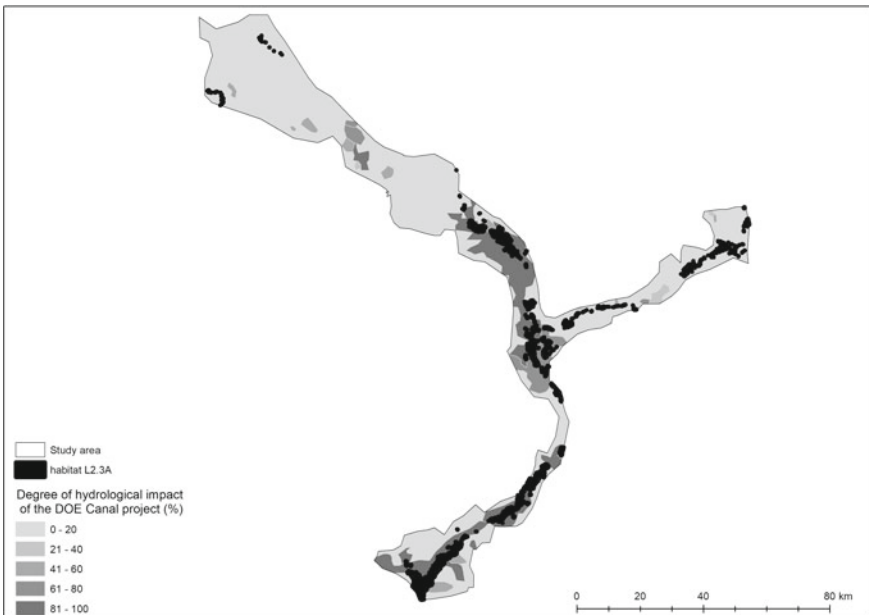 Study area
habitat L2.3A
Degree of hydrological impact
of the DOE Canal project (%)
0 - 20
21 - 40
41 - 60
61 - 80
81 - 100
0 20 40 80 km